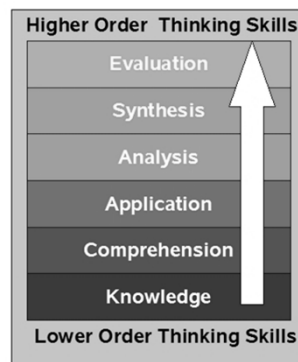 Higher Order Thinking Skills
Evaluation
Synthesis
Analysis
Application
Comprehension
Knowledge
Lower Order Thinking Skills